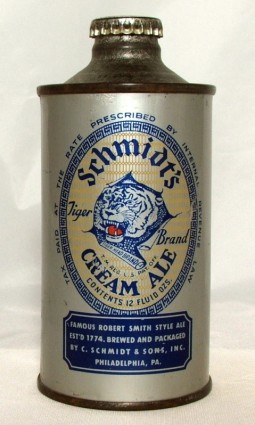 TAX PAID AT THE RATE PRESCRIBED BY INTERNAL REVENUE LAW
Schmidt's
Tiger Brand
CREAM ALE
CONTENTS 12 FLUID OZS.
FAMOUS ROBERT SMITH STYLE ALE
EST'D 1774. BREWED AND PACKAGED
BY C. SCHMIDT & SONS, INC.
PHILADELPHIA, PA.